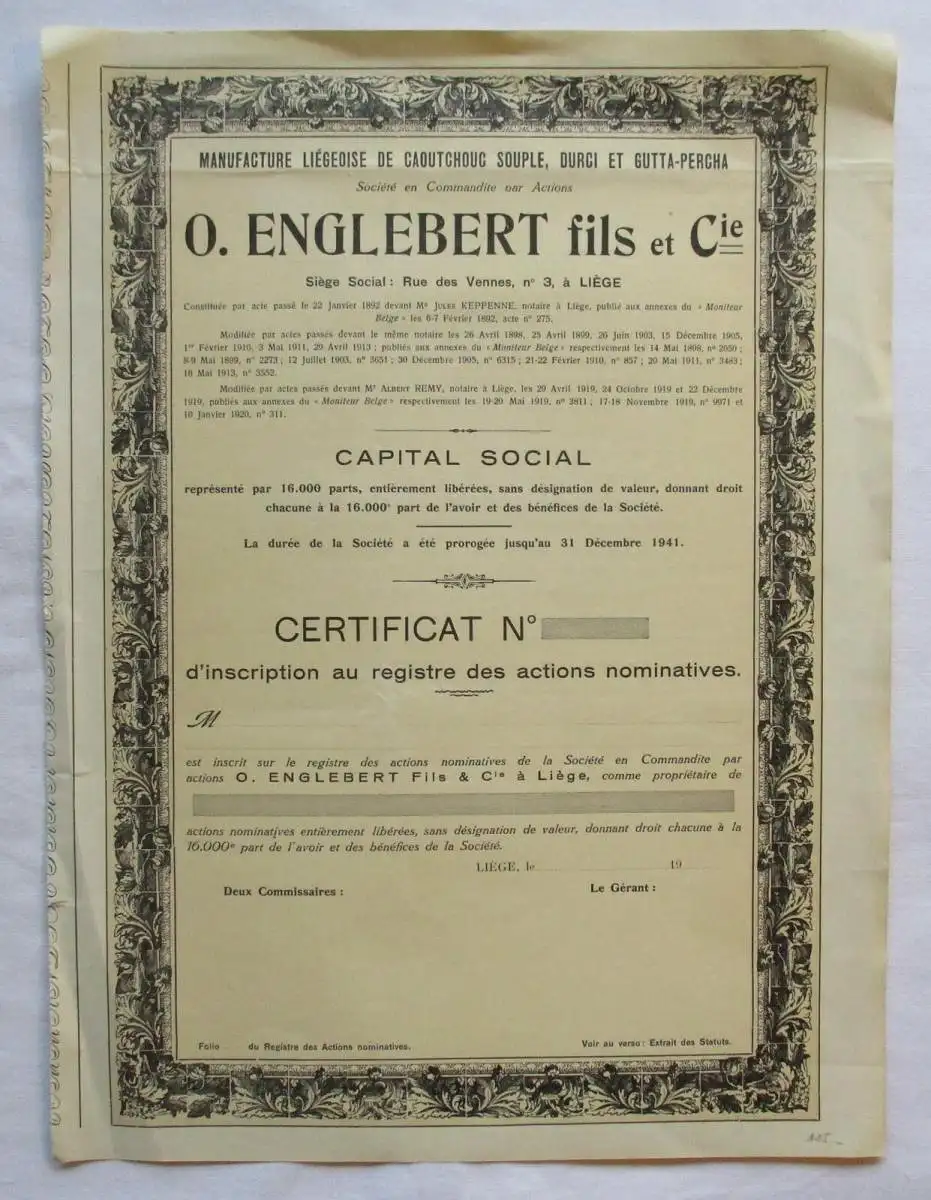 MANUFACTURE LIÉGEOISE DE CAOUTCHOUC SOUPLE, DURCI ET GUTTA-PERCHA
Société en Commandite par Actions
O. ENGLEBERT fils et Cie
Siège Social : Rue des Vennes, n° 3, à LIÈGE
Constituée par acte passé le 22 Janvier 1892 devant Me JULES KEPPENNE, notaire à Liège, publié aux annexes du « Moniteur
Belge » les 6-7 Février 1892, acte n° 275.
Modifiée par actes passés devant le même notaire les 26 Avril 1898, 25 Avril 1899, 26 Juin 1903, 15 Décembre 1905,
1er Février 1910, 3 Mai 1911, 29 Avril 1913 ; publiés aux annexes du « Moniteur Belge » respectivement les 14 Mai 1898, n° 2050 ;
8-9 Mai 1899, n° 2273 ; 12 Juillet 1903, n° 3651 ; 30 Décembre 1905, n° 6315 ; 21-22 Février 1910, n° 857 ; 20 Mai 1911, n° 3483 ;
16 Mai 1913, n° 3552.
Modifiée par actes passés devant Me ALBERT REMY, notaire à Liège, les 29 Avril 1919, 24 Octobre 1919 et 22 Décembre
1919, publiés aux annexes du « Moniteur Belge » respectivement les 19-20 Mai 1919, n° 3811 ; 17-18 Novembre 1919, n° 9971 et
10 Janvier 1920, n° 311.
CAPITAL SOCIAL
représenté par 16.000 parts, entièrement libérées, sans désignation de valeur, donnant droit
chacune à la 16.000e part de l'avoir et des bénéfices de la Société.
La durée de la Société a été prorogée jusqu'au 31 Décembre 1941.
CERTIFICAT N°
d'inscription au registre des actions nominatives.
M
est inscrit sur le registre des actions nominatives de la Société en Commandite par
actions O. ENGLEBERT Fils & Cie à Liège, comme propriétaire de
actions nominatives entièrement libérées, sans désignation de valeur, donnant droit chacune à la
16.000e part de l'avoir et des bénéfices de la Société.
LIÉGE, le 19
Deux Commissaires : Le Gérant :
Folio du Registre des Actions nominatives. Voir au verso : Extrait des Statuts.